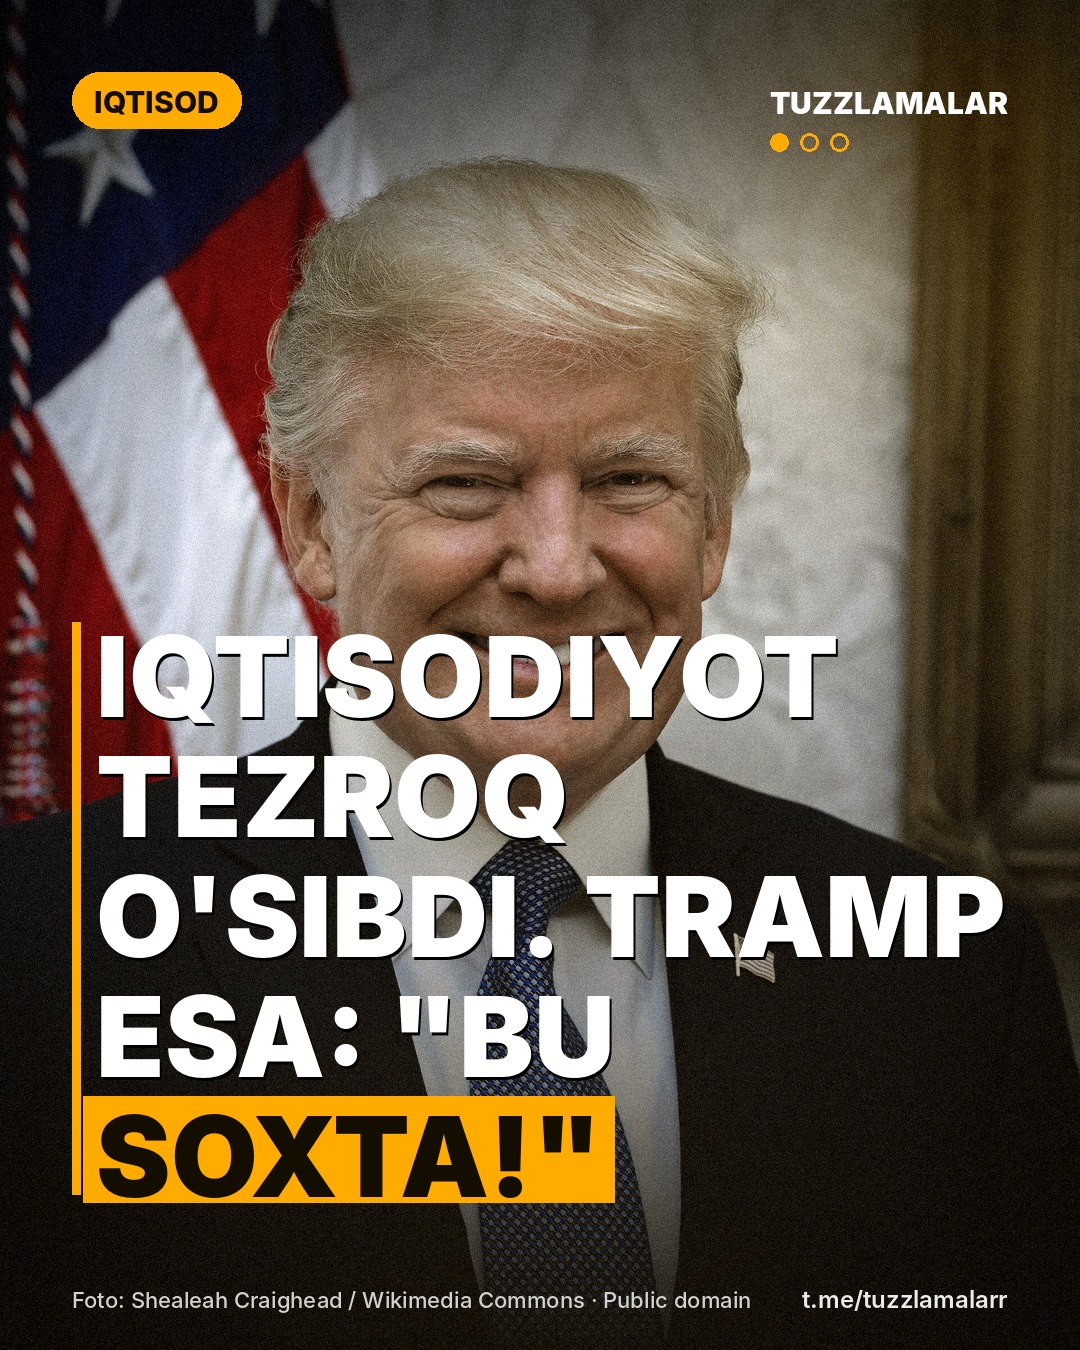 IQTISOD
TUZZLAMALAR
IQTISODIYOT
TEZROQ
O'SIBDI. TRAMP
ESA: "BU
SOXTA!"
Foto: Shealeah Craighead / Wikimedia Commons · Public domain
t.me/tuzzlamalarr